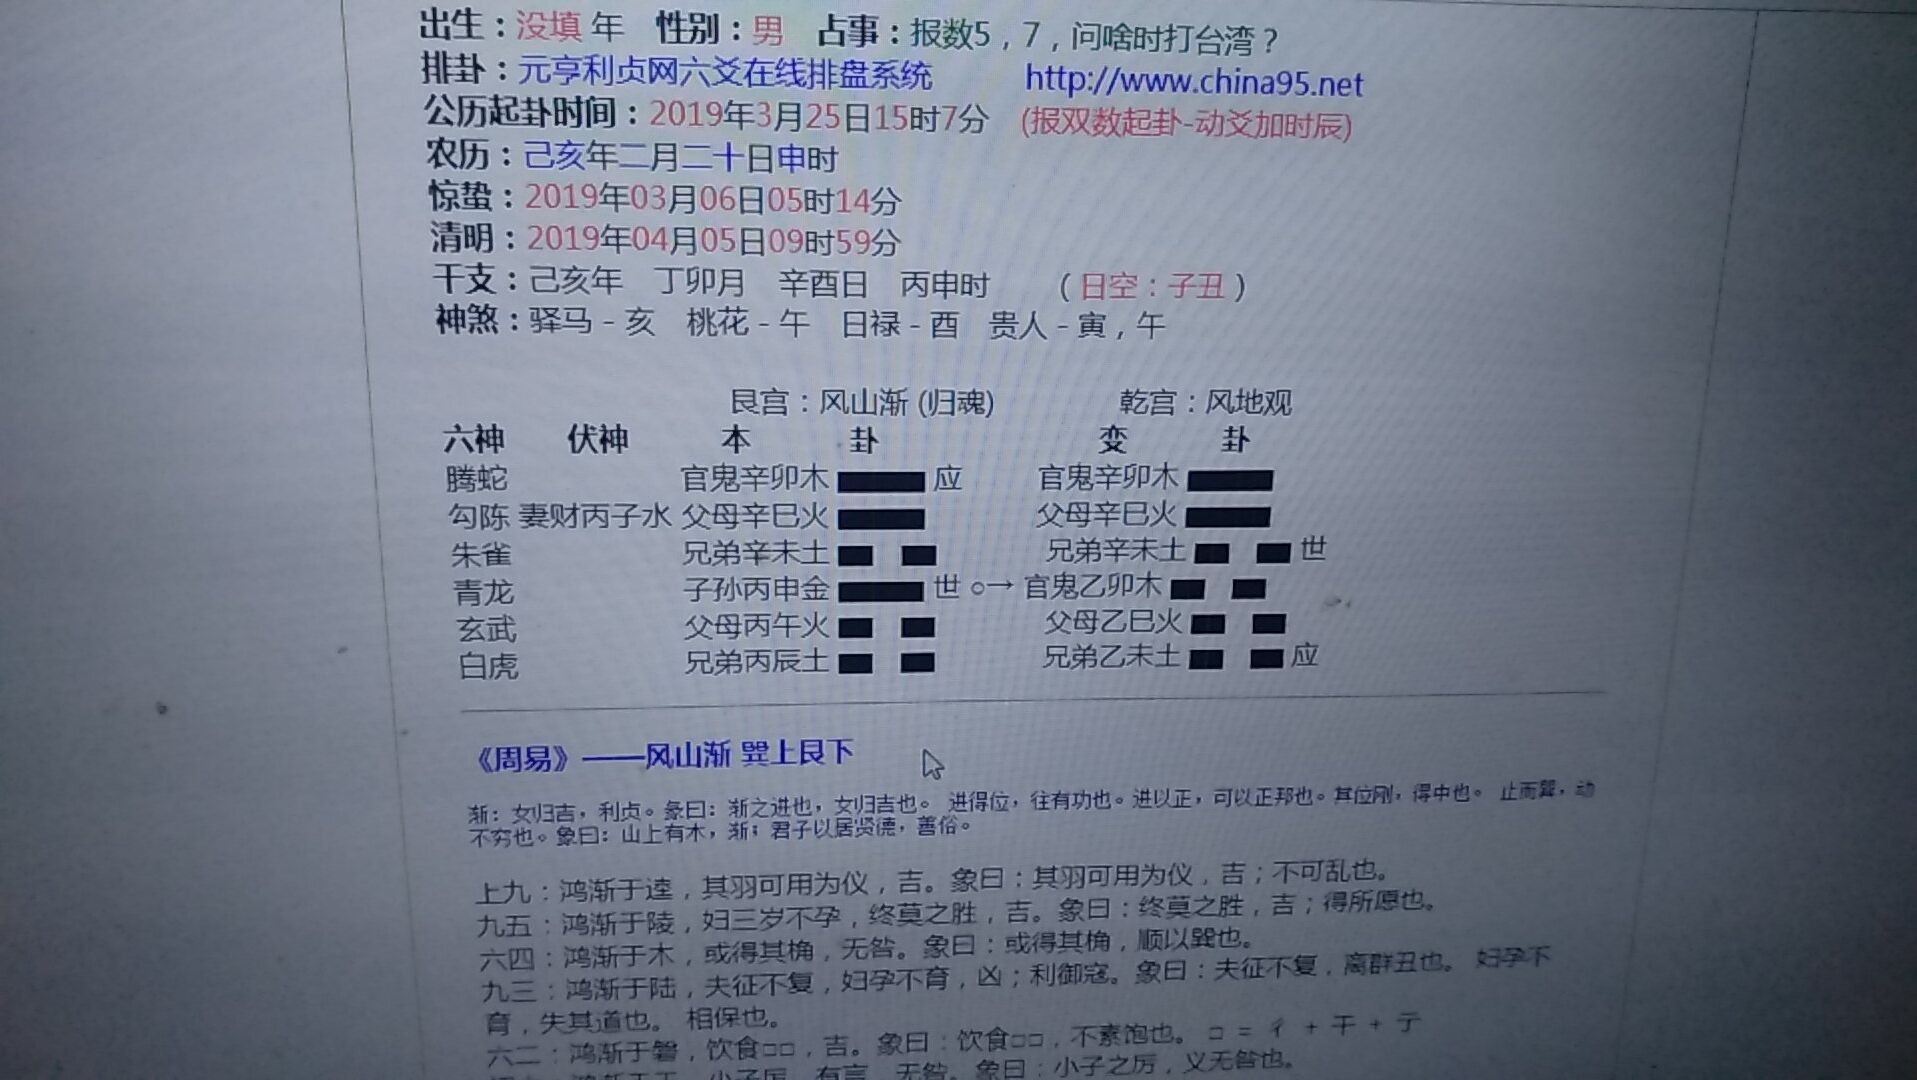 出生：没填 年 性别：男 占事：报数5，7，问啥时打台湾？
排卦：元亨利贞网六爻在线排盘系统 http://www.china95.net
公历起卦时间：2019年3月25日15时7分 (报双数起卦-动爻加时辰)
农历：己亥年二月二十日申时
惊蛰：2019年03月06日05时14分
清明：2019年04月05日09时59分
干支：己亥年 丁卯月 辛酉日 丙申时 （日空：子丑）
神煞：驿马－亥 桃花－午 日禄－酉 贵人－寅，午
艮宫：风山渐 (归魂) 乾宫：风地观
六神 伏神 本 卦 变 卦
腾蛇 官鬼辛卯木 应 官鬼辛卯木
勾陈 妻财丙子水 父母辛巳火 父母辛巳火
朱雀 兄弟辛未土 兄弟辛未土 世
青龙 子孙丙申金 世 ○→ 官鬼乙卯木
玄武 父母丙午火 父母乙巳火
白虎 兄弟丙辰土 兄弟乙未土 应
《周易》——风山渐 巽上艮下
渐：女归吉，利贞。彖曰：渐之进也，女归吉也。 进得位，往有功也。进以正，可以正邦也。其位刚，得中也。 止而巽，动
不穷也。象曰：山上有木，渐；君子以居贤德，善俗。
上九：鸿渐于逵，其羽可用为仪，吉。象曰：其羽可用为仪，吉；不可乱也。
九五：鸿渐于陵，妇三岁不孕，终莫之胜，吉。象曰：终莫之胜，吉；得所愿也。
六四：鸿渐于木，或得其桷，无咎。象曰：或得其桷，顺以巽也。
九三：鸿渐于陆，夫征不复，妇孕不育，凶；利御寇。象曰：夫征不复，离群丑也。 妇孕不
育，失其道也。 相保也。
六二：鸿渐于磐，饮食□□，吉。象曰：饮食□□，不素饱也。 □ = 彳 + 干 + 亍
小子厉，有言，无咎。象曰：小子之厉，义无咎也。